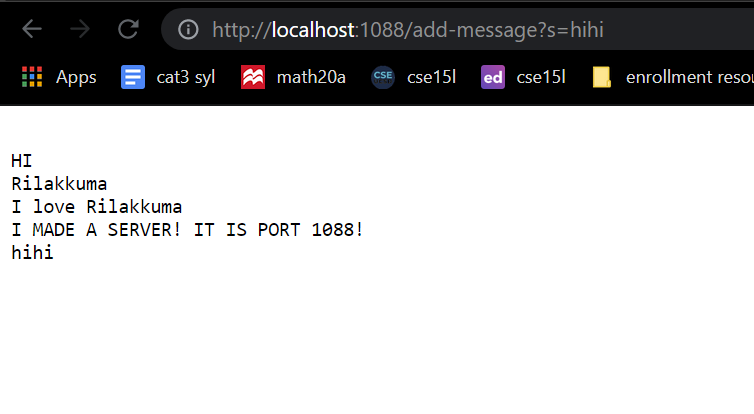 http://localhost:1088/add-message?s=hihi
Apps cat3 syl math20a CSE cse15l ed cse15l enrollment resou
HI
Rilakkuma
I love Rilakkuma
I MADE A SERVER! IT IS PORT 1088!
hihi